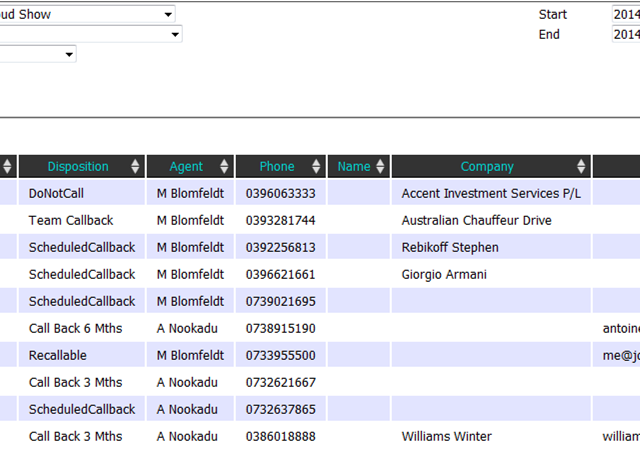 oud Show Start 2014
End 2014
Disposition Agent Phone Name Company
DoNotCall M Blomfeldt 0396063333 Accent Investment Services P/L
Team Callback M Blomfeldt 0393281744 Australian Chauffeur Drive
ScheduledCallback M Blomfeldt 0392256813 Rebikoff Stephen
ScheduledCallback M Blomfeldt 0396621661 Giorgio Armani
ScheduledCallback M Blomfeldt 0739021695
Call Back 6 Mths A Nookadu 0738915190 antoine
Recallable M Blomfeldt 0733955500 me@jo
Call Back 3 Mths A Nookadu 0732621667
ScheduledCallback A Nookadu 0732637865
Call Back 3 Mths A Nookadu 0386018888 Williams Winter william